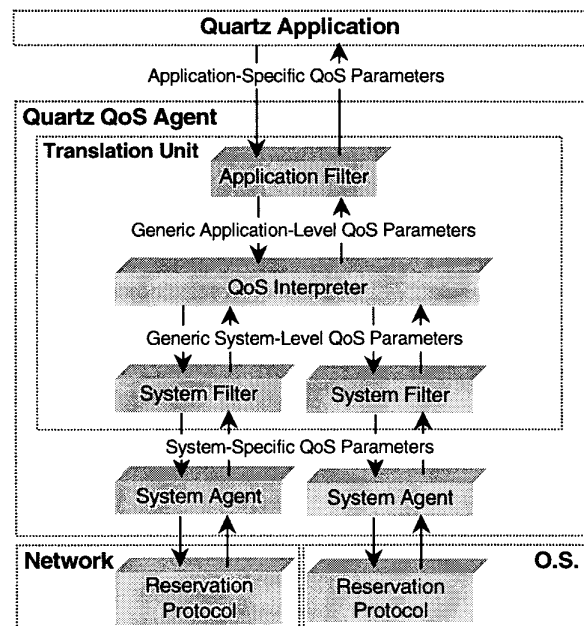 Quartz Application
Application-Specific QoS Parameters
Quartz QoS Agent
Translation Unit
Application Filter
Generic Application-Level QoS Parameters
QoS Interpreter
Generic System-Level QoS Parameters
System Filter
System Filter
System-Specific QoS Parameters
System Agent
System Agent
Network
O.S.
Reservation
Protocol
Reservation
Protocol